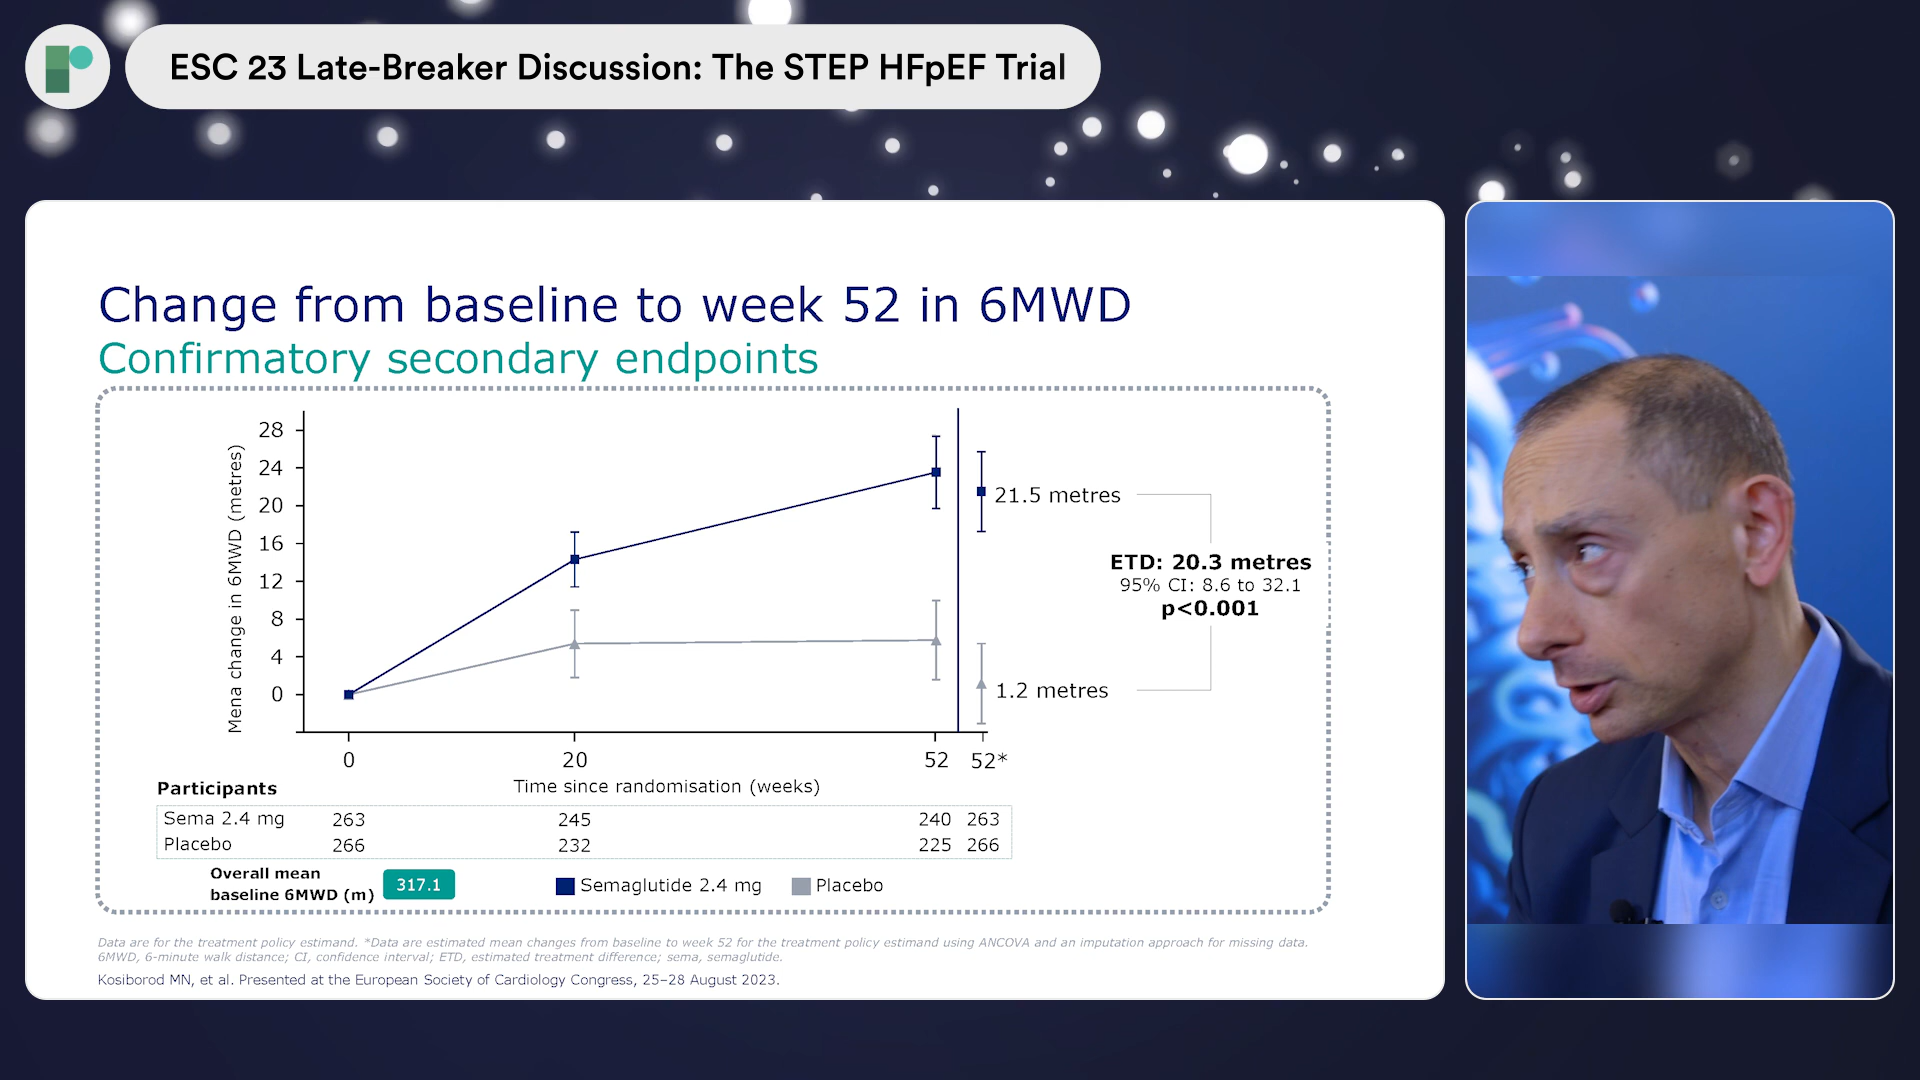 ESC 23 Late-Breaker Discussion: The STEP HFpEF Trial
Change from baseline to week 52 in 6MWD
Confirmatory secondary endpoints
Mena change in 6MWD (metres)
28
24
20
16
12
8
4
0
21.5 metres
ETD: 20.3 metres
95% CI: 8.6 to 32.1
p<0.001
1.2 metres
0 20 52 52*
Time since randomisation (weeks)
Participants
Sema 2.4 mg 263 245 240 263
Placebo 266 232 225 266
Overall mean
baseline 6MWD (m) 317.1
Semaglutide 2.4 mg Placebo
Data are for the treatment policy estimand. *Data are estimated mean changes from baseline to week 52 for the treatment policy estimand using ANCOVA and an imputation approach for missing data.
6MWD, 6-minute walk distance; CI, confidence interval; ETD, estimated treatment difference; sema, semaglutide.
Kosiborod MN, et al. Presented at the European Society of Cardiology Congress, 25–28 August 2023.